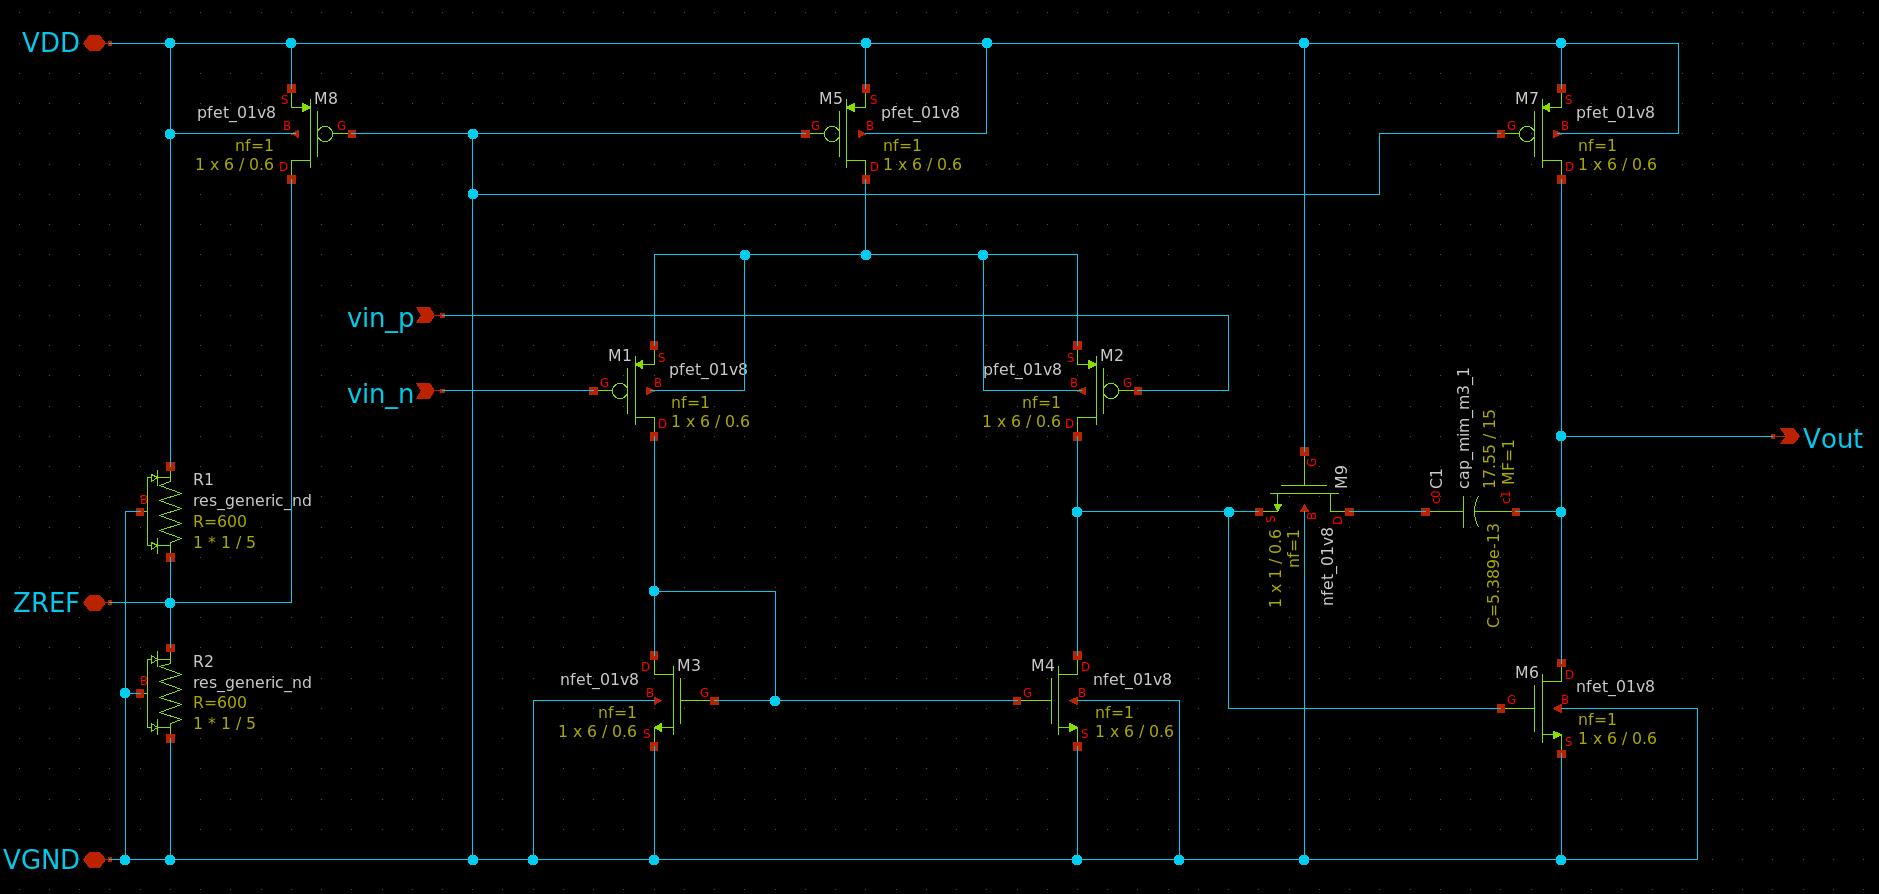 VDD
S
M8
pfet_01v8
B
G
nf=1
1 x 6 / 0.6
D
M5
S
pfet_01v8
G
B
nf=1
1 x 6 / 0.6
D
M7
S
pfet_01v8
G
B
nf=1
1 x 6 / 0.6
D
vin_p
vin_n
M1
S
pfet_01v8
G
B
nf=1
1 x 6 / 0.6
D
S
M2
pfet_01v8
B
G
nf=1
1 x 6 / 0.6
D
R1
res_generic_nd
B
R=600
1 * 1 / 5
G
M9
S
B
D
1 x 1 / 0.6
nf=1
nfet_01v8
C1
cap_mim_m3_1
17.55 / 15
MF=1
c0
c1
C=5.389e-13
Vout
ZREF
R2
res_generic_nd
B
R=600
1 * 1 / 5
D
M3
nfet_01v8
B
G
nf=1
1 x 6 / 0.6
S
M4
D
nfet_01v8
G
B
nf=1
1 x 6 / 0.6
S
M6
D
nfet_01v8
G
B
nf=1
1 x 6 / 0.6
S
VGND